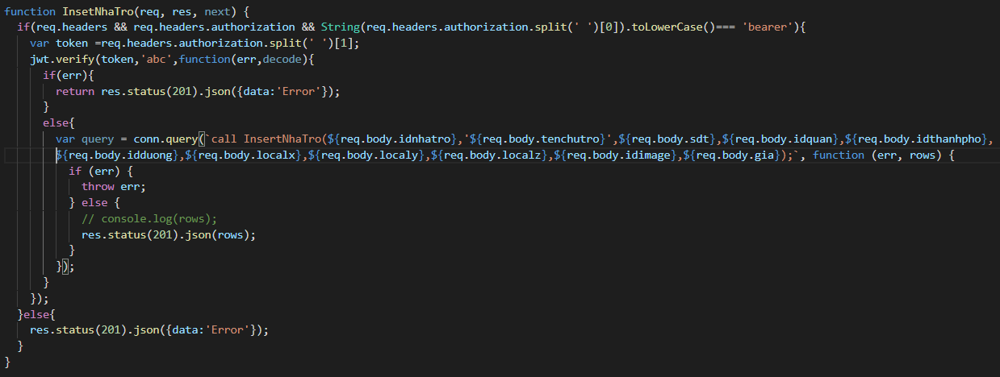 function InsetNhaTro(req, res, next) {
if(req.headers && req.headers.authorization && String(req.headers.authorization.split(' ')[0]).toLowerCase()=== 'bearer'){
var token =req.headers.authorization.split(' ')[1];
jwt.verify(token,'abc',function(err,decode){
if(err){
return res.status(201).json({data:'Error'});
}
else{
var query = conn.query(`call InsertNhaTro(${req.body.idnhatro},'${req.body.tenchutro}',${req.body.sdt},${req.body.idquan},${req.body.idthanhpho},
${req.body.idduong},${req.body.localx},${req.body.localy},${req.body.localz},${req.body.idimage},${req.body.gia});`, function (err, rows) {
if (err) {
throw err;
} else {
// console.log(rows);
res.status(201).json(rows);
}
});
}
});
}else{
res.status(201).json({data:'Error'});
}
}